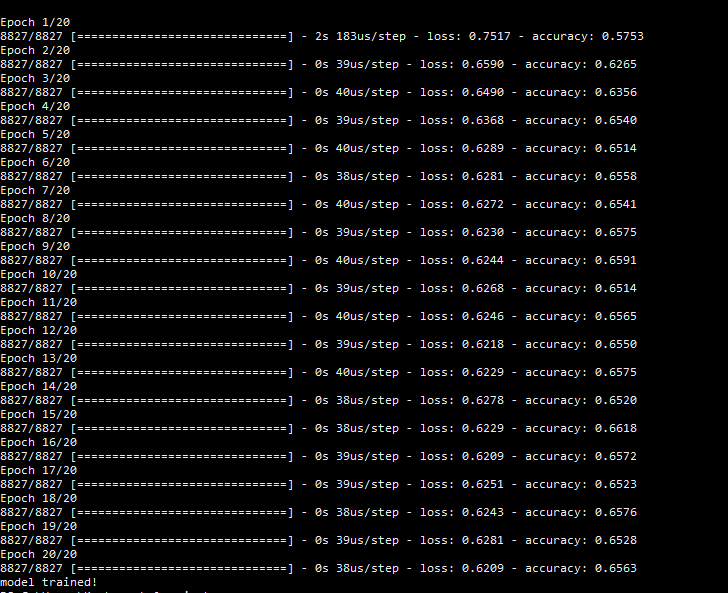 Epoch 1/20
8827/8827 [==============================] - 2s 183us/step - loss: 0.7517 - accuracy: 0.5753
Epoch 2/20
8827/8827 [==============================] - 0s 39us/step - loss: 0.6590 - accuracy: 0.6265
Epoch 3/20
8827/8827 [==============================] - 0s 40us/step - loss: 0.6490 - accuracy: 0.6356
Epoch 4/20
8827/8827 [==============================] - 0s 39us/step - loss: 0.6368 - accuracy: 0.6540
Epoch 5/20
8827/8827 [==============================] - 0s 40us/step - loss: 0.6289 - accuracy: 0.6514
Epoch 6/20
8827/8827 [==============================] - 0s 38us/step - loss: 0.6281 - accuracy: 0.6558
Epoch 7/20
8827/8827 [==============================] - 0s 40us/step - loss: 0.6272 - accuracy: 0.6541
Epoch 8/20
8827/8827 [==============================] - 0s 39us/step - loss: 0.6230 - accuracy: 0.6575
Epoch 9/20
8827/8827 [==============================] - 0s 40us/step - loss: 0.6244 - accuracy: 0.6591
Epoch 10/20
8827/8827 [==============================] - 0s 39us/step - loss: 0.6268 - accuracy: 0.6514
Epoch 11/20
8827/8827 [==============================] - 0s 40us/step - loss: 0.6246 - accuracy: 0.6565
Epoch 12/20
8827/8827 [==============================] - 0s 39us/step - loss: 0.6218 - accuracy: 0.6550
Epoch 13/20
8827/8827 [==============================] - 0s 40us/step - loss: 0.6229 - accuracy: 0.6575
Epoch 14/20
8827/8827 [==============================] - 0s 38us/step - loss: 0.6278 - accuracy: 0.6520
Epoch 15/20
8827/8827 [==============================] - 0s 38us/step - loss: 0.6229 - accuracy: 0.6618
Epoch 16/20
8827/8827 [==============================] - 0s 39us/step - loss: 0.6209 - accuracy: 0.6572
Epoch 17/20
8827/8827 [==============================] - 0s 39us/step - loss: 0.6251 - accuracy: 0.6523
Epoch 18/20
8827/8827 [==============================] - 0s 38us/step - loss: 0.6243 - accuracy: 0.6576
Epoch 19/20
8827/8827 [==============================] - 0s 39us/step - loss: 0.6281 - accuracy: 0.6528
Epoch 20/20
8827/8827 [==============================] - 0s 38us/step - loss: 0.6209 - accuracy: 0.6563
model trained!